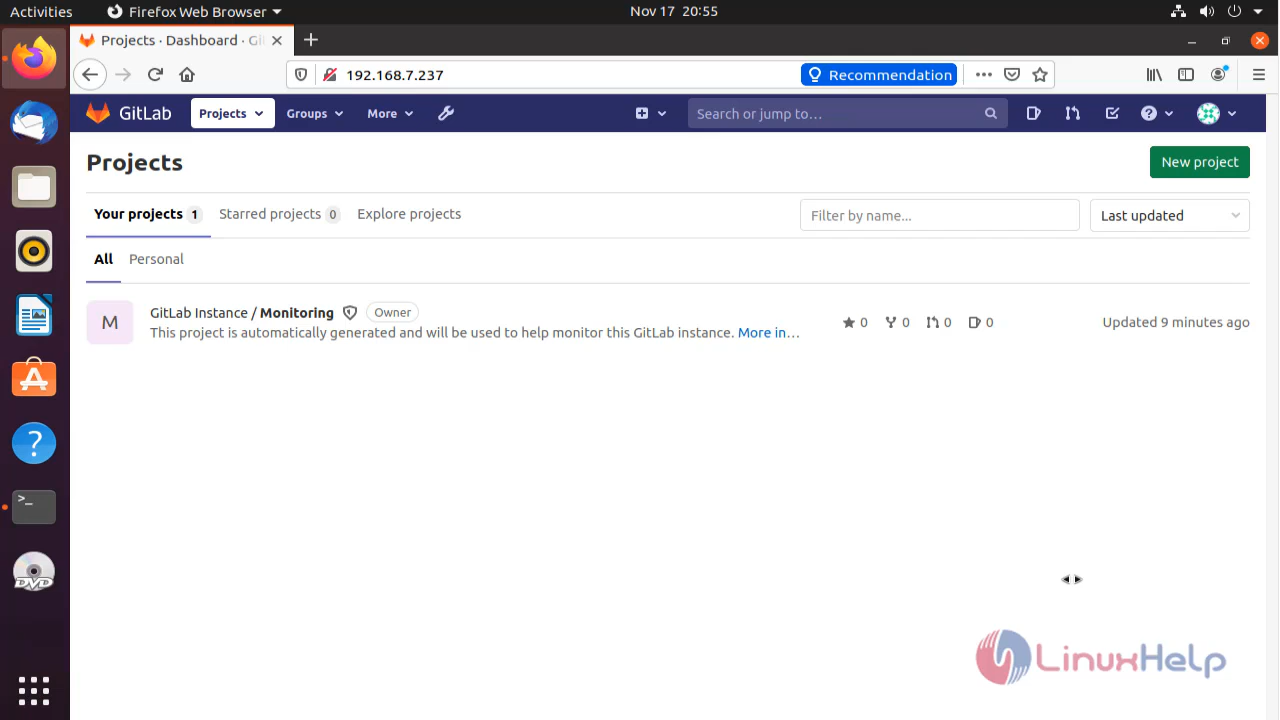 Activities
Firefox Web Browser
Nov 17 20:55
Projects · Dashboard · Git
192.168.7.237
Recommendation
GitLab
Projects
Groups
More
Search or jump to...
Projects
New project
Your projects 1
Starred projects 0
Explore projects
Filter by name...
Last updated
All
Personal
M
GitLab Instance / Monitoring
Owner
This project is automatically generated and will be used to help monitor this GitLab instance. More in...
0
0
0
0
Updated 9 minutes ago
?
>_
DVD
LinuxHelp